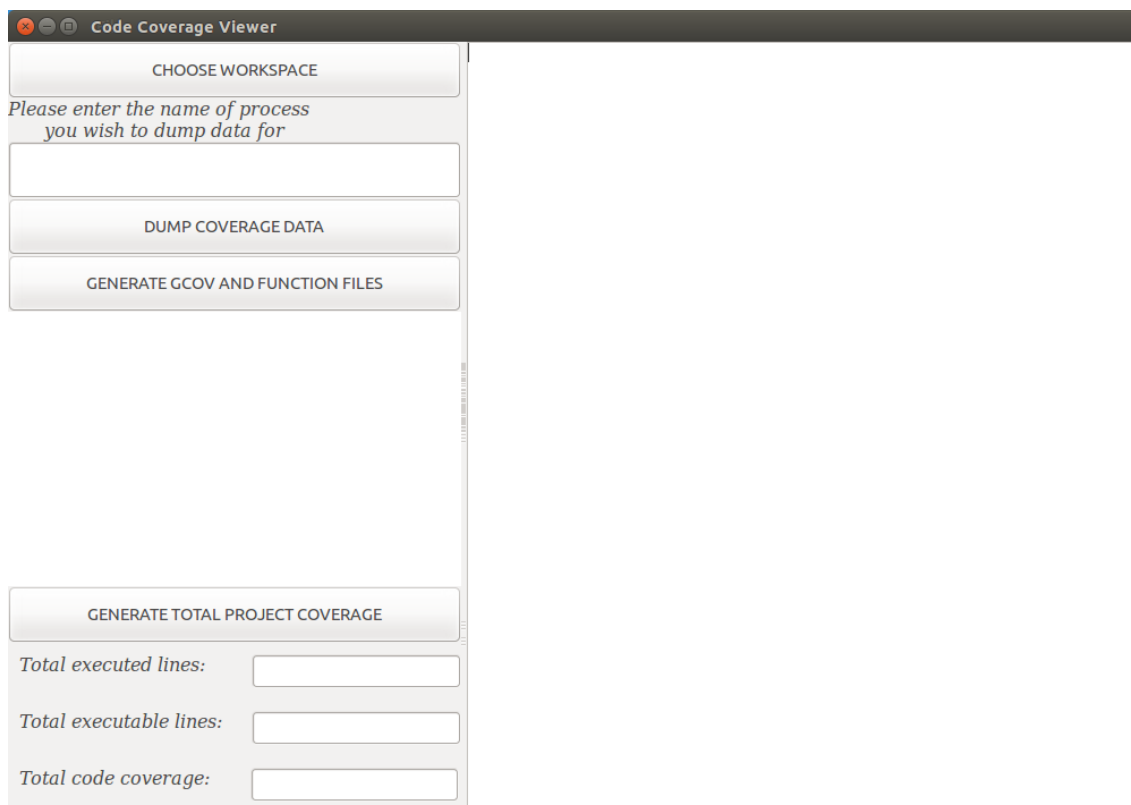 Code Coverage Viewer
CHOOSE WORKSPACE
Please enter the name of process
you wish to dump data for
DUMP COVERAGE DATA
GENERATE GCOV AND FUNCTION FILES
GENERATE TOTAL PROJECT COVERAGE
Total executed lines:
Total executable lines:
Total code coverage: